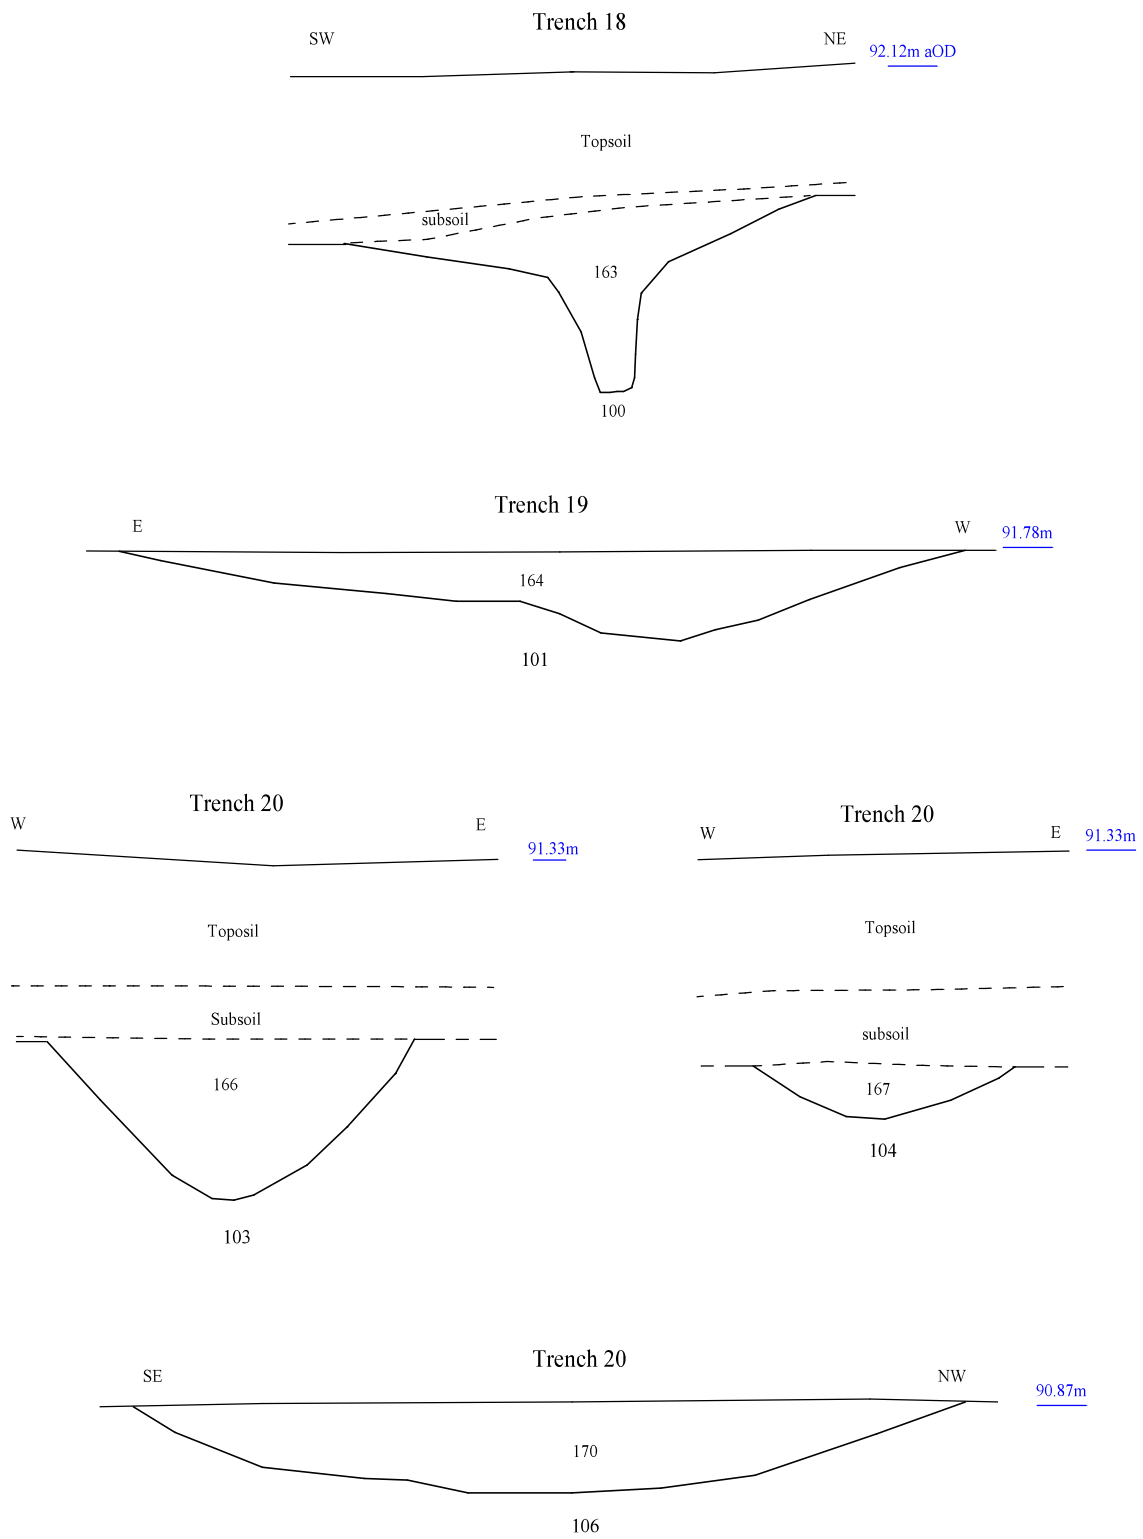 Trench 18
SW
NE
92.12m aOD
Topsoil
subsoil
163
100
Trench 19
E
W
91.78m
164
101
Trench 20
W
E
91.33m
Toposil
Subsoil
166
103
Trench 20
W
E
91.33m
Topsoil
subsoil
167
104
Trench 20
SE
NW
90.87m
170
106